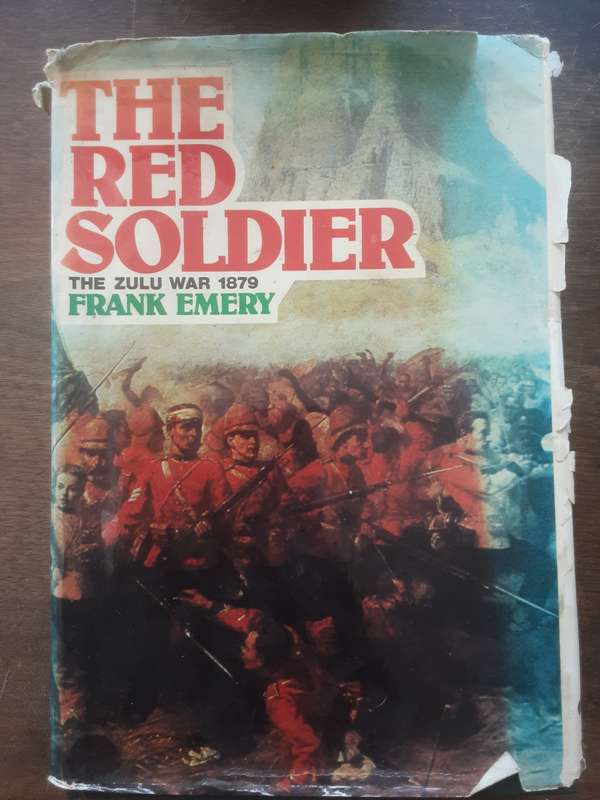 THE
RED
SOLDIER
THE ZULU WAR 1879
FRANK EMERY